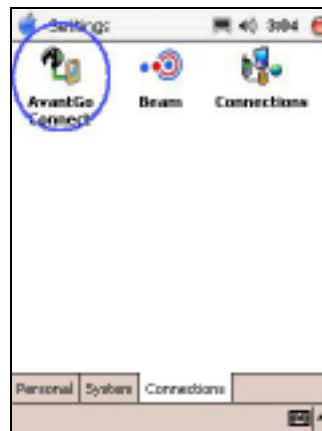 Settings 3:04
AvantGo Beam Connections
Connect
Personal System Connections